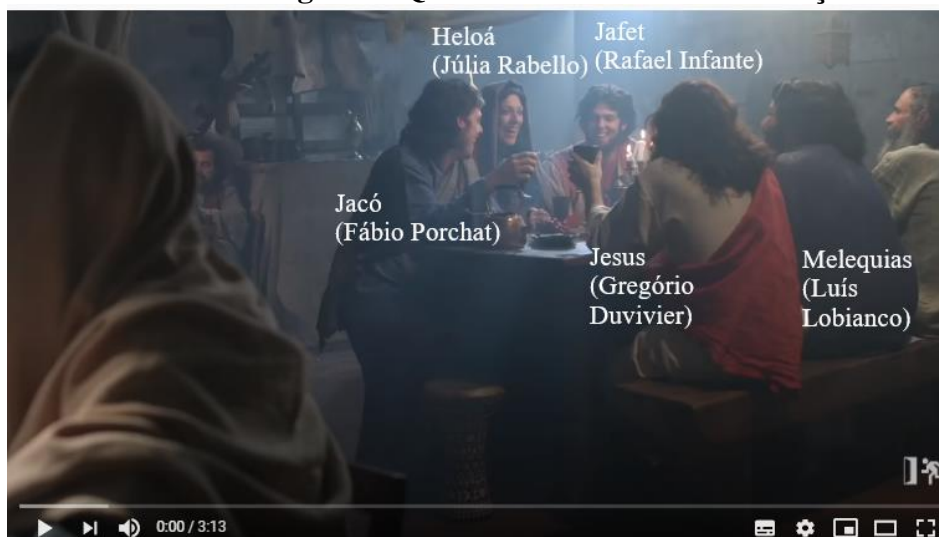 Heloá
(Júlia Rabello)
Jafet
(Rafael Infante)
Jacó
(Fábio Porchat)
Jesus
(Gregório
Duvivier)
Melequias
(Luís
Lobianco)
0:00 / 3:13